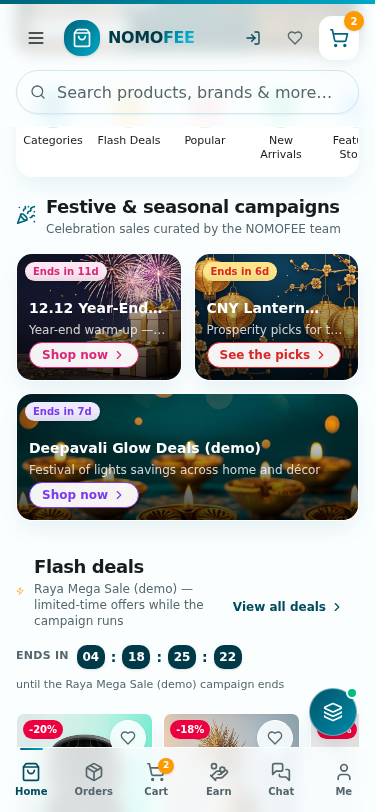 NOMOFEE
2
Search products, brands & more...
Categories
Flash Deals
Popular
New
Arrivals
Featu
Sto
Festive & seasonal campaigns
Celebration sales curated by the NOMOFEE team
Ends in 11d
12.12 Year-End...
Year-end warm-up —...
Shop now
Ends in 6d
CNY Lantern...
Prosperity picks for t...
See the picks
Ends in 7d
Deepavali Glow Deals (demo)
Festival of lights savings across home and décor
Shop now
Flash deals
Raya Mega Sale (demo) —
limited-time offers while the
campaign runs
View all deals
ENDS IN 04 : 18 : 25 : 22
until the Raya Mega Sale (demo) campaign ends
-20%
-18%
2
Home
Orders
Cart
Earn
Chat
Me